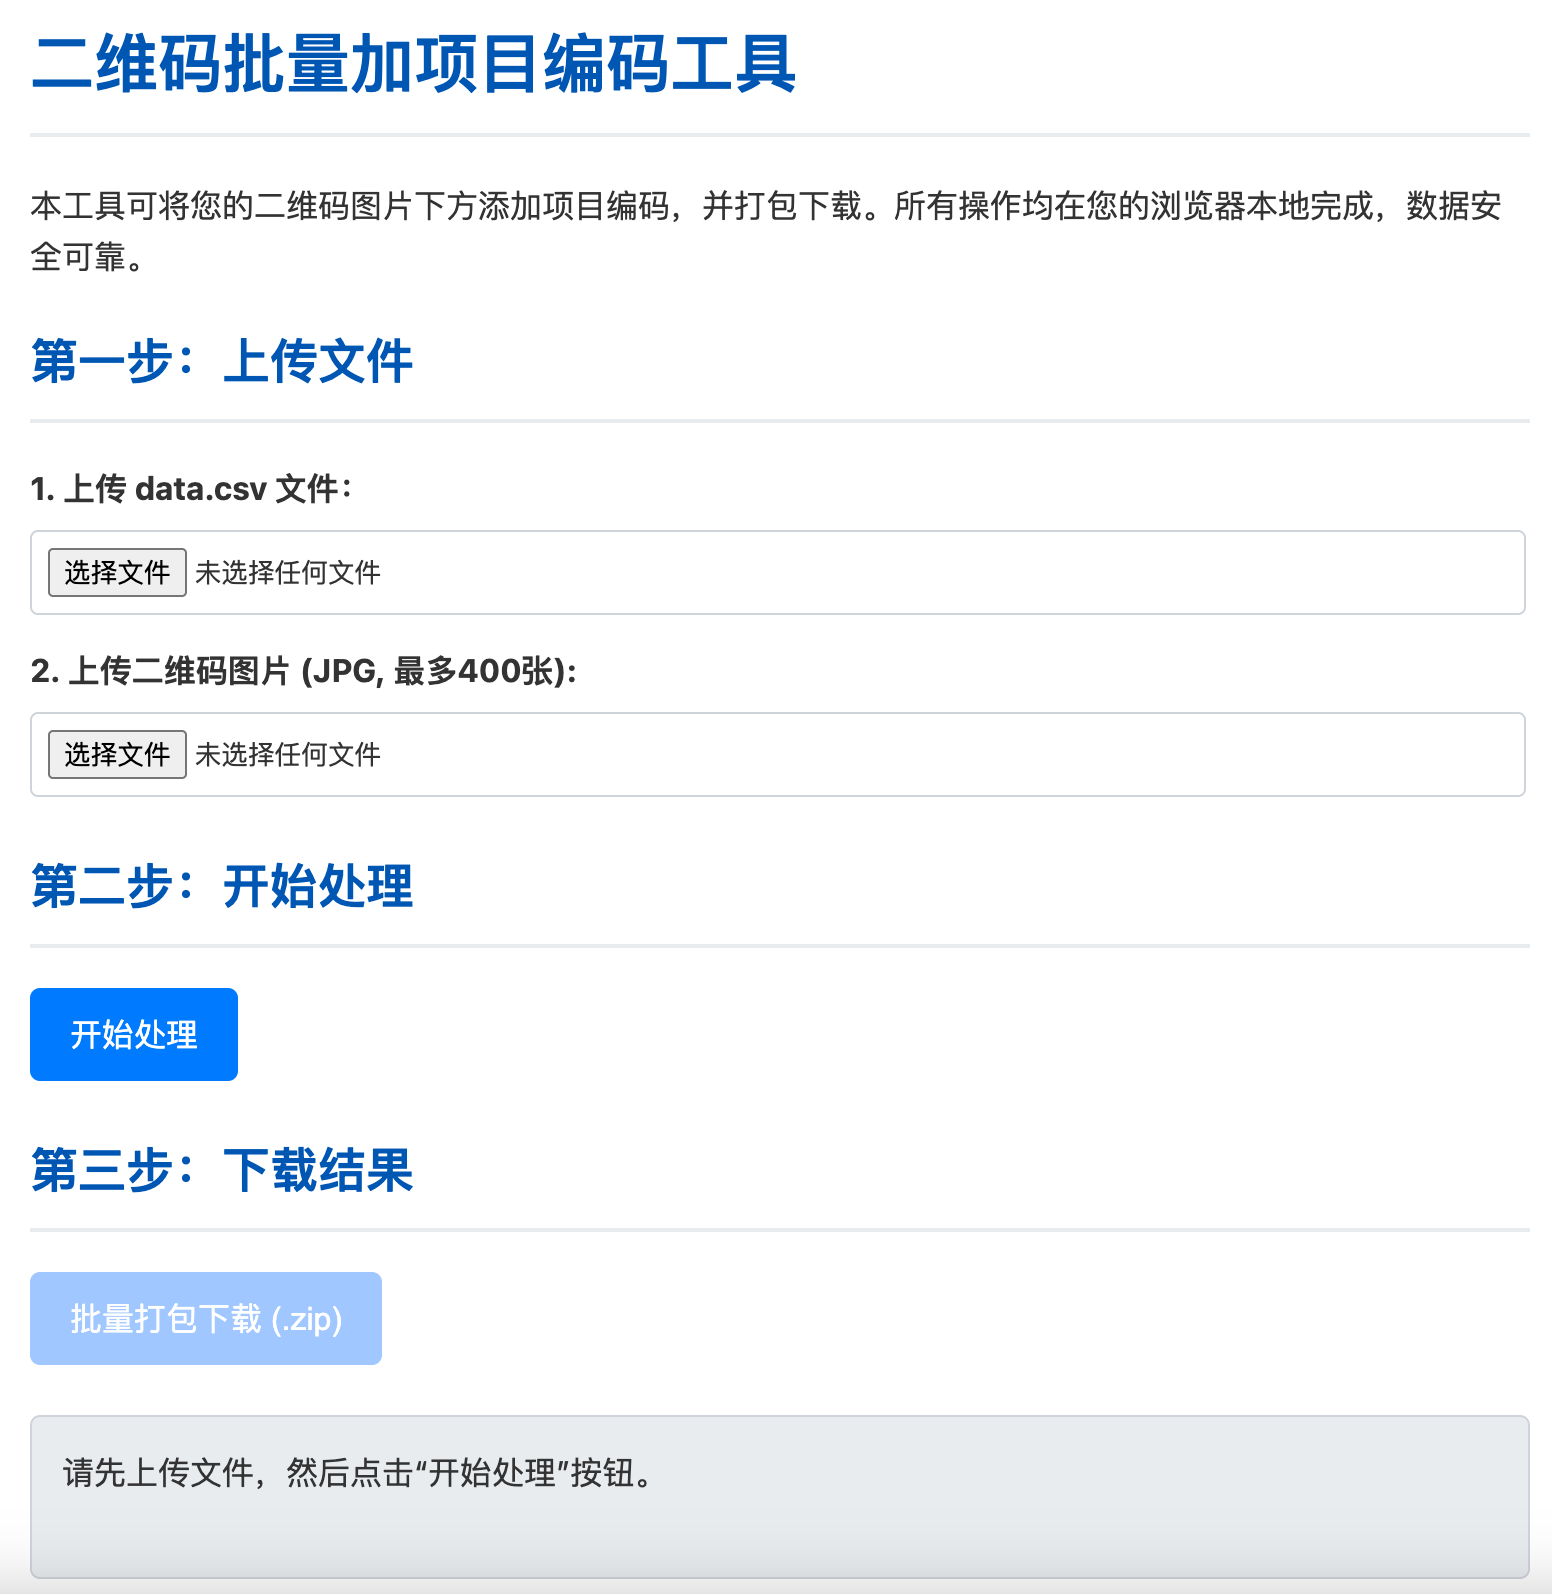 二维码批量加项目编码工具
本工具可将您的二维码图片下方添加项目编码，并打包下载。所有操作均在您的浏览器本地完成，数据安
全可靠。
第一步：上传文件
1. 上传 data.csv 文件：
选择文件 未选择任何文件
2. 上传二维码图片 (JPG, 最多400张):
选择文件 未选择任何文件
第二步：开始处理
开始处理
第三步：下载结果
批量打包下载 (.zip)
请先上传文件，然后点击“开始处理”按钮。